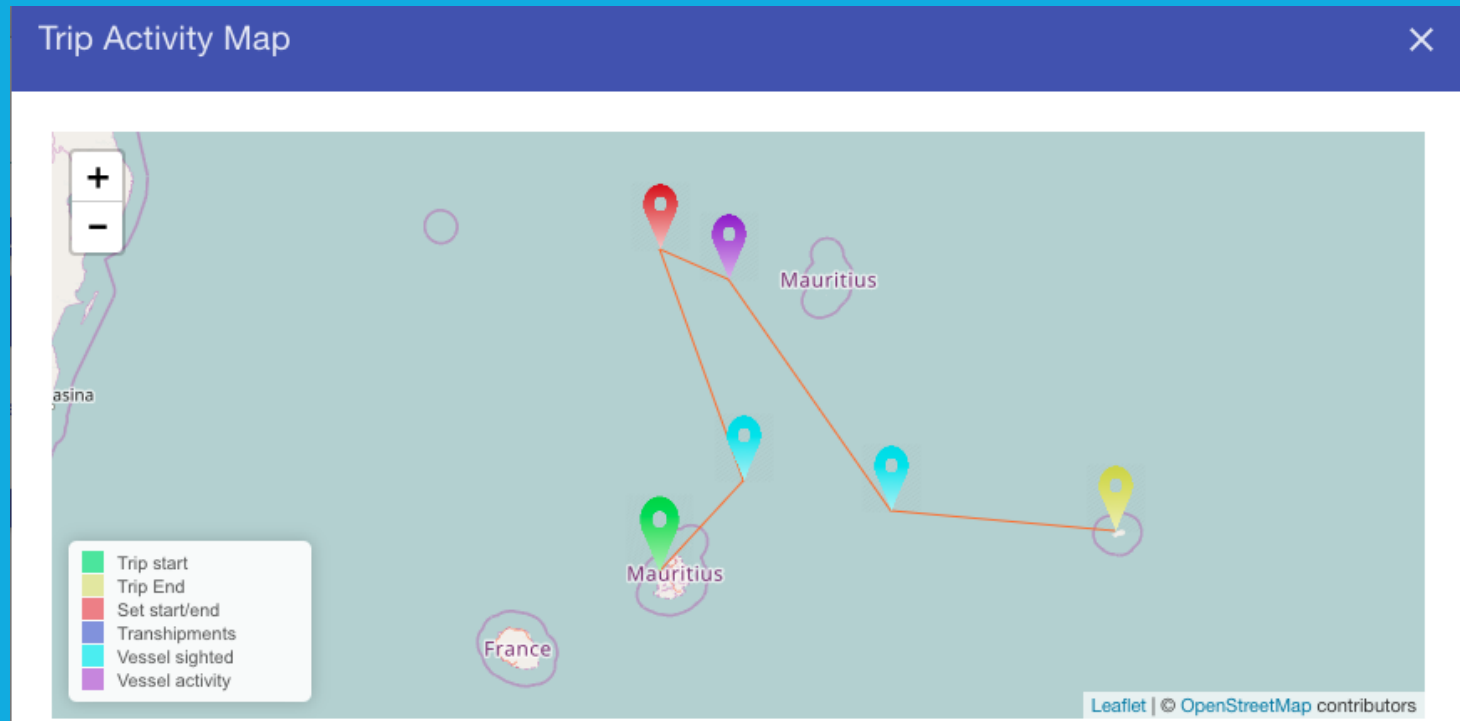 Trip Activity Map
×
+
−
Mauritius
asina
Mauritius
France
Trip start
Trip End
Set start/end
Transhipments
Vessel sighted
Vessel activity
Leaflet | © OpenStreetMap contributors